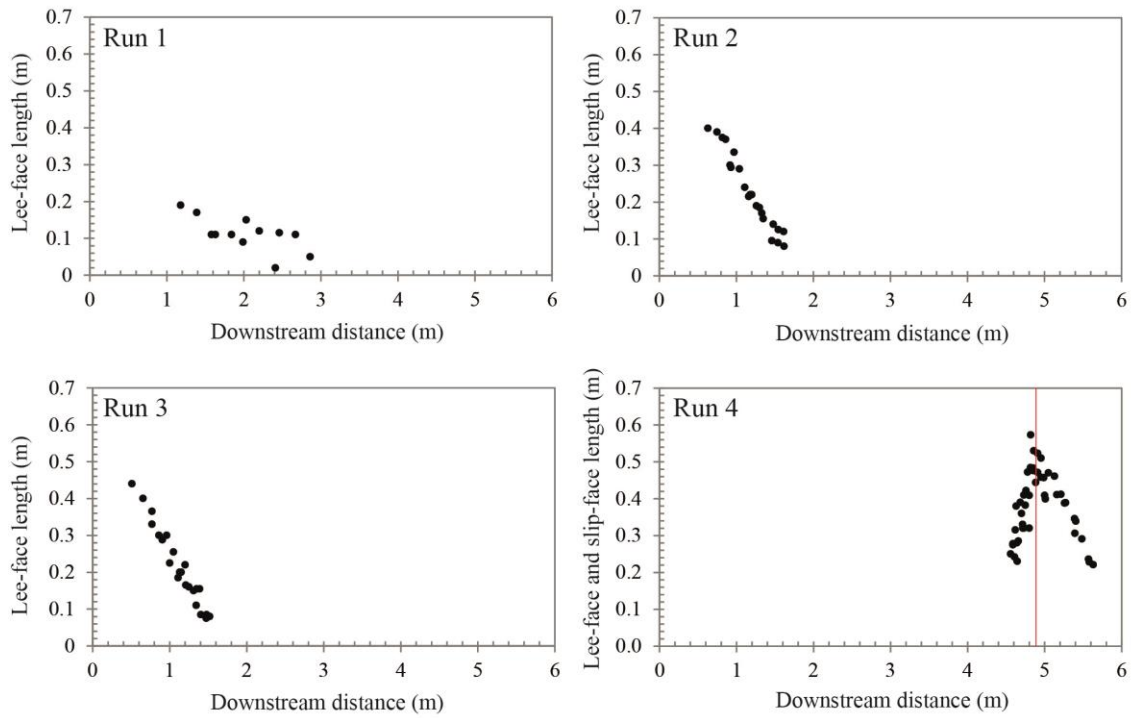 Run 1
Lee-face length (m)
0.7
0.6
0.5
0.4
0.3
0.2
0.1
0
0 1 2 3 4 5 6
Downstream distance (m)
Run 2
Lee-face length (m)
0.7
0.6
0.5
0.4
0.3
0.2
0.1
0
0 1 2 3 4 5 6
Downstream distance (m)
Run 3
Lee-face length (m)
0.7
0.6
0.5
0.4
0.3
0.2
0.1
0
0 1 2 3 4 5 6
Downstream distance (m)
Run 4
Lee-face and slip-face length (m)
0.7
0.6
0.5
0.4
0.3
0.2
0.1
0.0
0 1 2 3 4 5 6
Downstream distance (m)